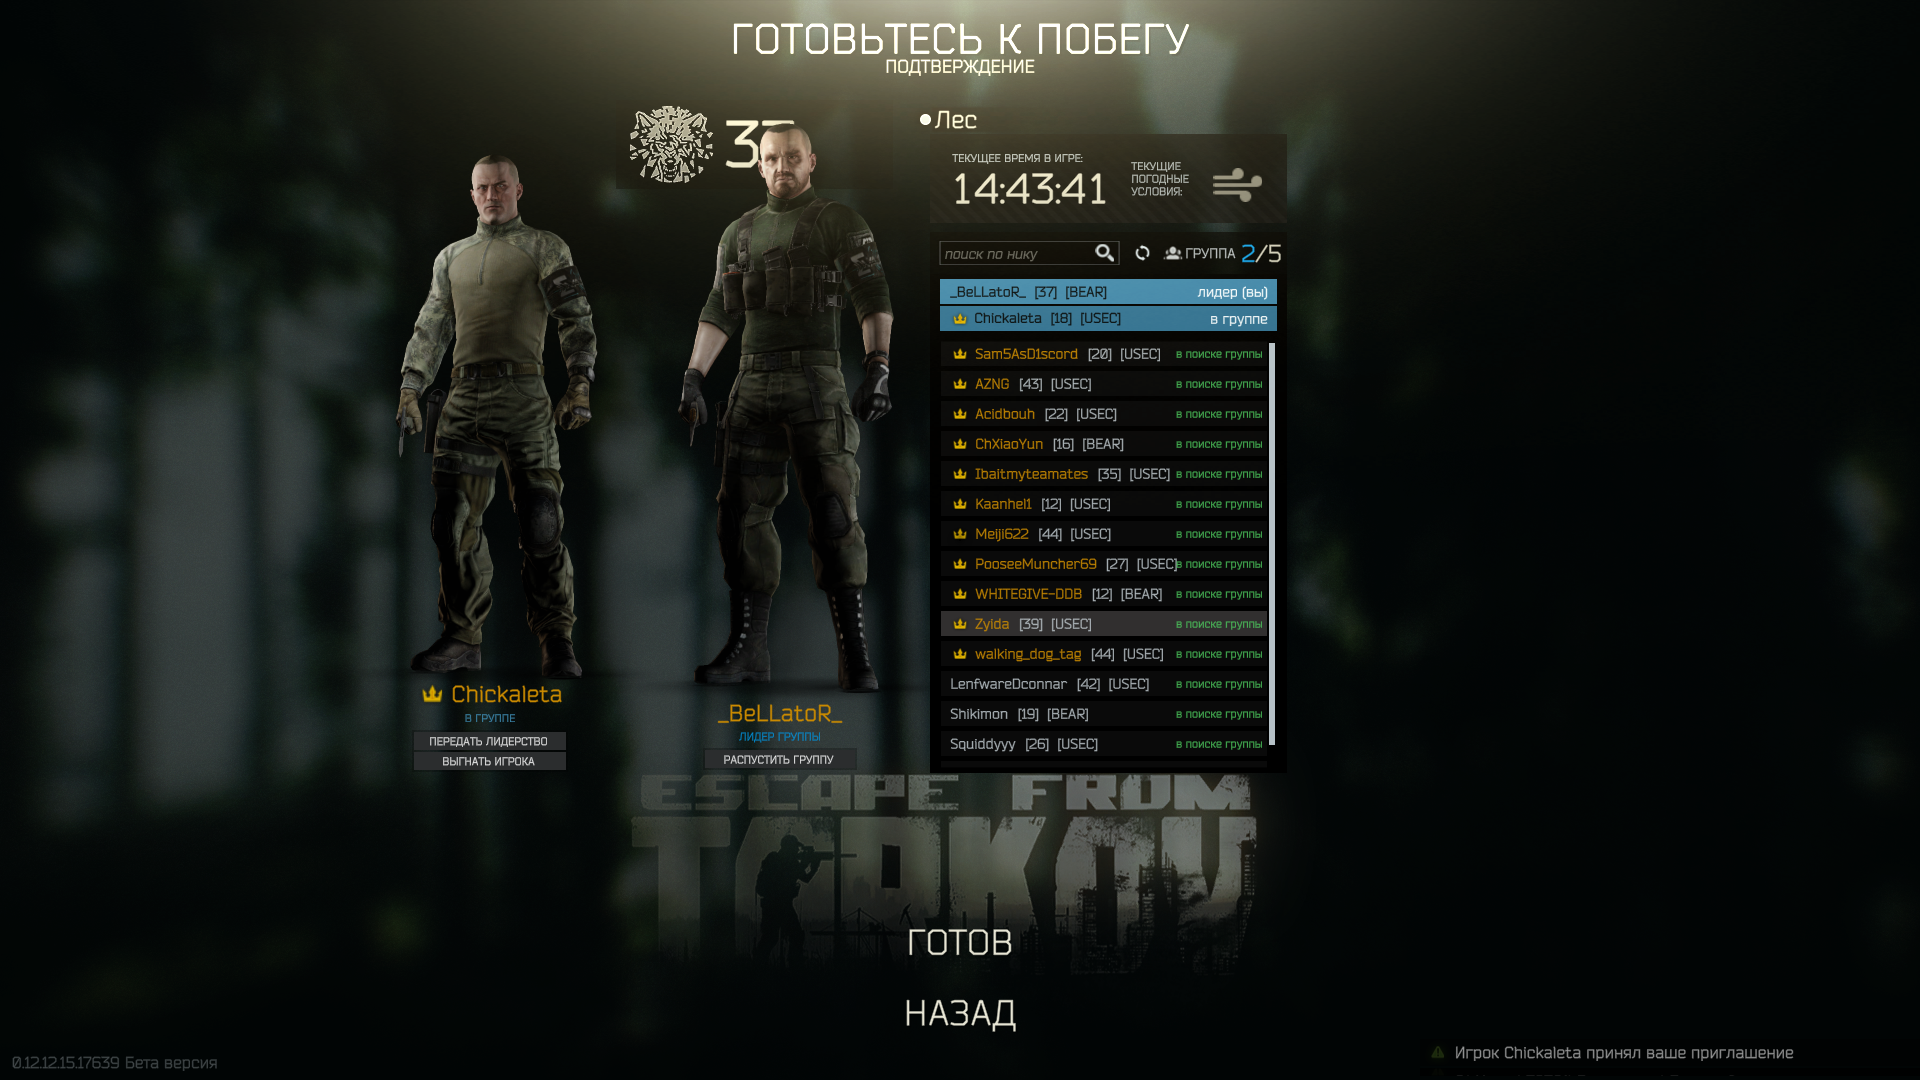 ГОТОВЬТЕСЬ К ПОБЕГУ
ПОДТВЕРЖДЕНИЕ
37
Лес
ТЕКУЩЕЕ ВРЕМЯ В ИГРЕ:
14:43:41
ТЕКУЩИЕ
ПОГОДНЫЕ
УСЛОВИЯ:
поиск по нику
ГРУППА 2/5
_BeLLatoR_ [37] [BEAR] лидер (вы)
Chickaleta [18] [USEC] в группе
Sam5AsD1scord [20] [USEC] в поиске группы
AZNG [43] [USEC] в поиске группы
Acidbouh [22] [USEC] в поиске группы
ChXiaoYun [16] [BEAR] в поиске группы
Ibaitmyteamates [35] [USEC] в поиске группы
Kaanhel1 [12] [USEC] в поиске группы
Meiji622 [44] [USEC] в поиске группы
PooseeMuncher69 [27] [USEC] в поиске группы
WHITEGIVE-DDB [12] [BEAR] в поиске группы
Zyida [39] [USEC] в поиске группы
walking_dog_tag [44] [USEC] в поиске группы
LenfwareDconnar [42] [USEC] в поиске группы
Shikimon [19] [BEAR] в поиске группы
Squiddyyy [26] [USEC] в поиске группы
Chickaleta
В ГРУППЕ
ПЕРЕДАТЬ ЛИДЕРСТВО
ВЫГНАТЬ ИГРОКА
_BeLLatoR_
ЛИДЕР ГРУППЫ
РАСПУСТИТЬ ГРУППУ
ESCAPE FROM
TARKOV
ГОТОВ
НАЗАД
0.12.12.15.17639 Бета версия
Игрок Chickaleta принял ваше приглашение